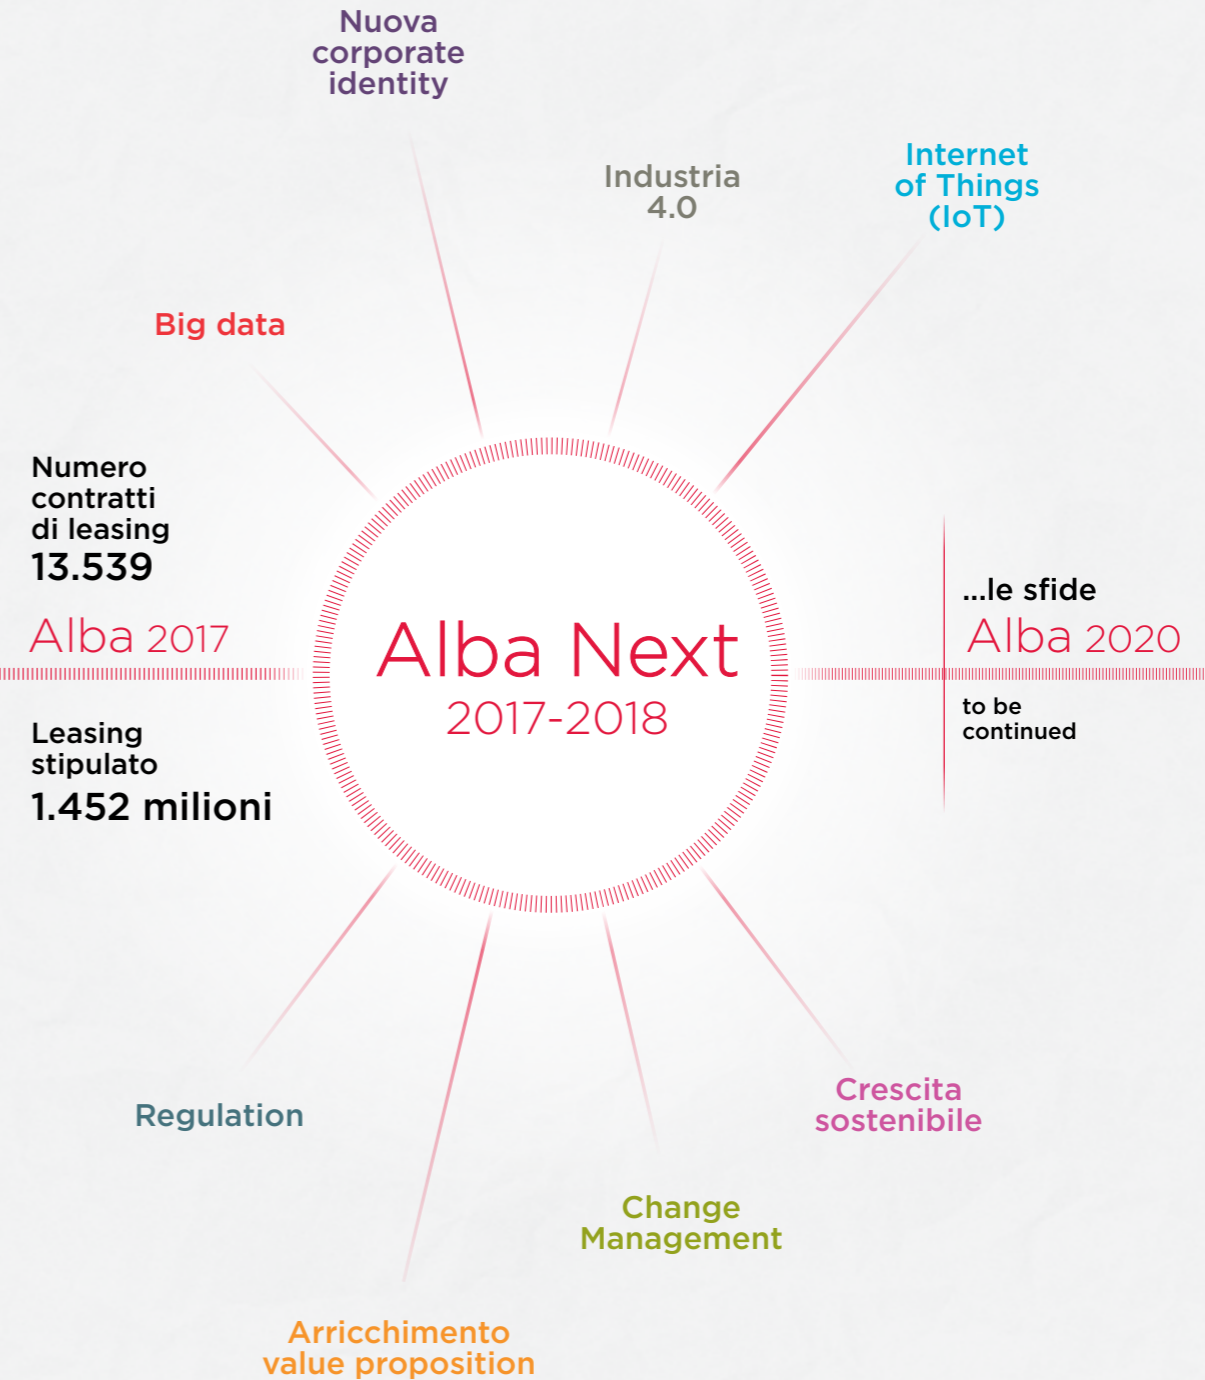 Nuova
corporate
identity
Industria
4.0
Internet
of Things
(IoT)
Big data
Numero
contratti
di leasing
13.539
Alba 2017
Leasing
stipulato
1.452 milioni
Alba Next
2017-2018
...le sfide
Alba 2020
to be
continued
Regulation
Crescita
sostenibile
Change
Management
Arricchimento
value proposition